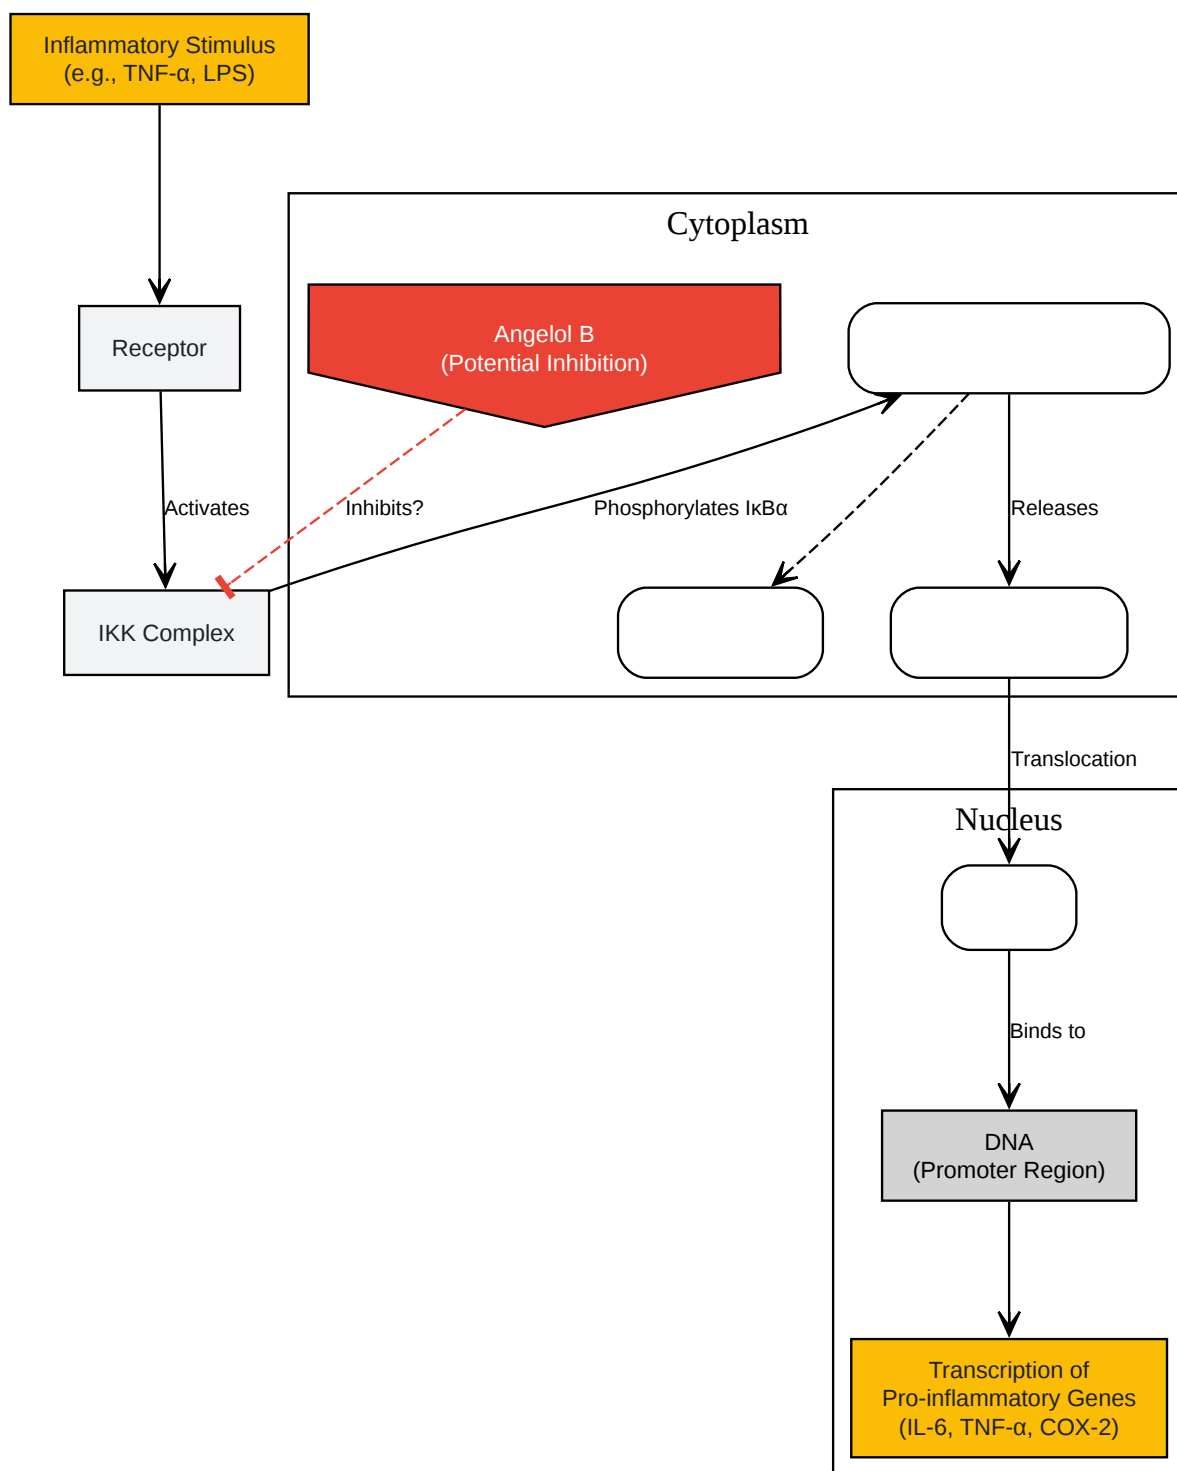 Inflammatory Stimulus
(e.g., TNF-α, LPS)
Cytoplasm
Receptor
Angelol B
(Potential Inhibition)
Activates
Inhibits?
Phosphorylates IκBα
Releases
IKK Complex
Translocation
Nucleus
Binds to
DNA
(Promoter Region)
Transcription of
Pro-inflammatory Genes
(IL-6, TNF-α, COX-2)